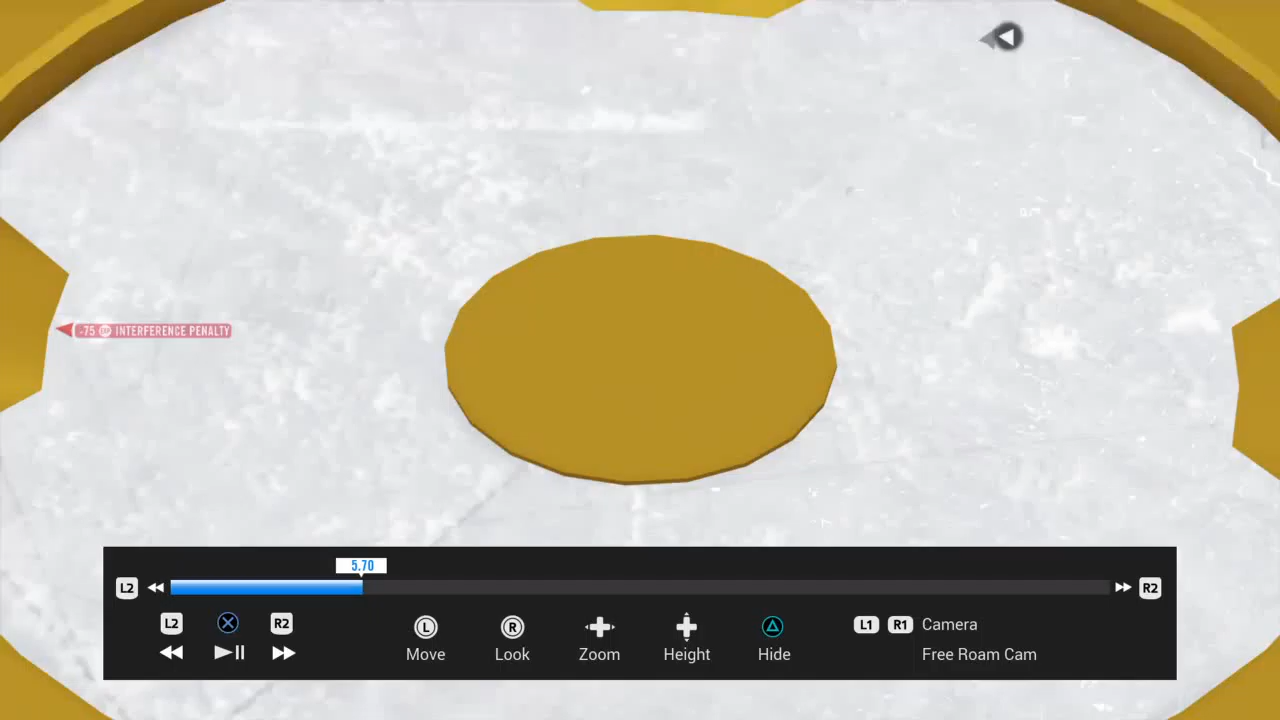 -75 INTERFERENCE PENALTY
5.70
L2
R2
L2
R2
L
R
L1 R1 Camera
Move
Look
Zoom
Height
Hide
Free Roam Cam